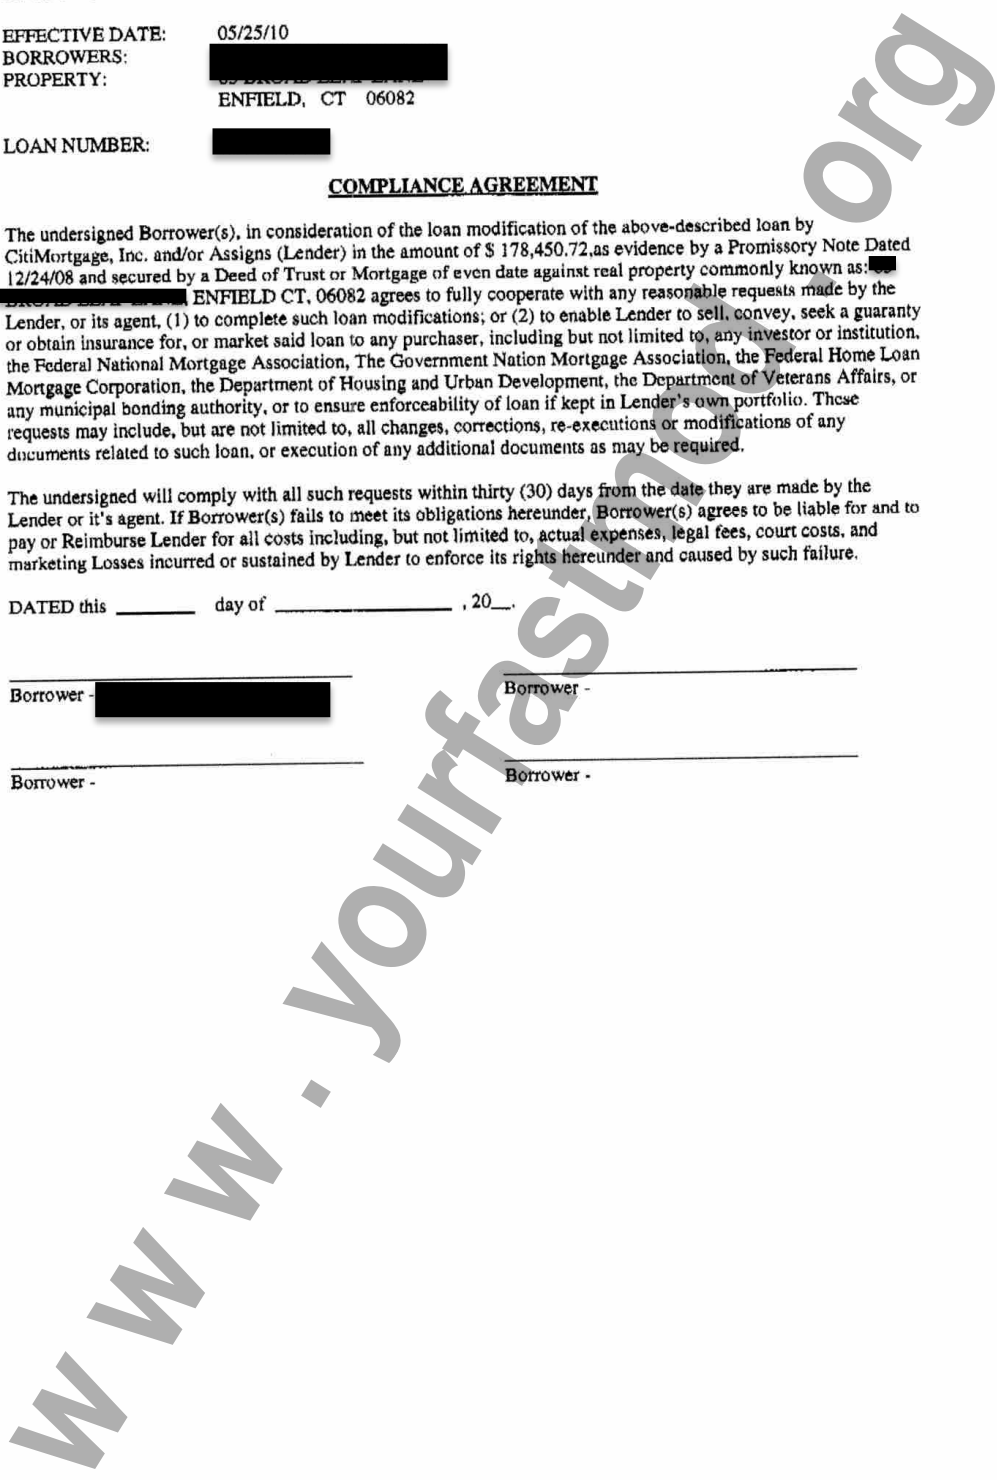 EFFECTIVE DATE: 05/25/10
BORROWERS:
PROPERTY:
ENFIELD, CT 06082
LOAN NUMBER:
COMPLIANCE AGREEMENT
The undersigned Borrower(s), in consideration of the loan modification of the above-described loan by
CitiMortgage, Inc. and/or Assigns (Lender) in the amount of $ 178,450.72,as evidence by a Promissory Note Dated
12/24/08 and secured by a Deed of Trust or Mortgage of even date against real property commonly known as:
ENFIELD CT, 06082 agrees to fully cooperate with any reasonable requests made by the
Lender, or its agent, (1) to complete such loan modifications; or (2) to enable Lender to sell, convey, seek a guaranty
or obtain insurance for, or market said loan to any purchaser, including but not limited to, any investor or institution,
the Federal National Mortgage Association, The Government Nation Mortgage Association, the Federal Home Loan
Mortgage Corporation, the Department of Housing and Urban Development, the Department of Veterans Affairs, or
any municipal bonding authority, or to ensure enforceability of loan if kept in Lender's own portfolio. These
requests may include, but are not limited to, all changes, corrections, re-executions or modifications of any
documents related to such loan, or execution of any additional documents as may be required.
The undersigned will comply with all such requests within thirty (30) days from the date they are made by the
Lender or it's agent. If Borrower(s) fails to meet its obligations hereunder, Borrower(s) agrees to be liable for and to
pay or Reimburse Lender for all costs including, but not limited to, actual expenses, legal fees, court costs, and
marketing Losses incurred or sustained by Lender to enforce its rights hereunder and caused by such failure.
DATED this ________ day of __________________ , 20__.
Borrower - Borrower -
Borrower - Borrower -
www.yourfastmod.org